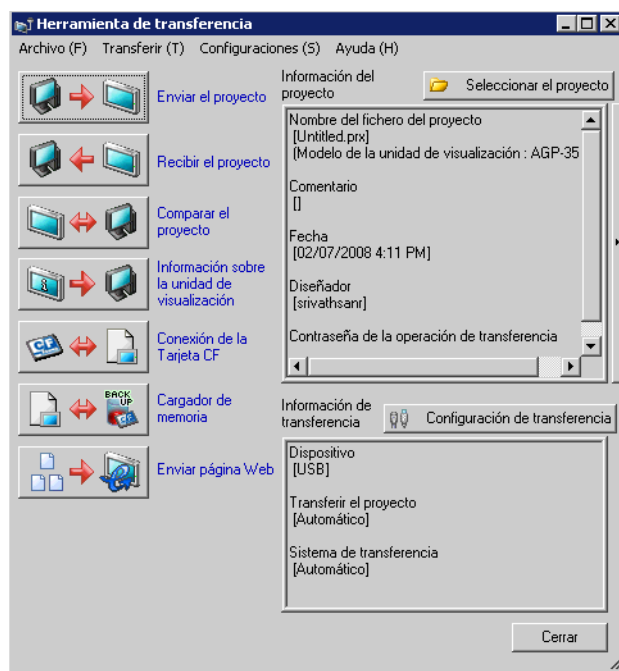 Herramienta de transferencia
Archivo (F) Transferir (T) Configuraciones (S) Ayuda (H)
Enviar el proyecto
Recibir el proyecto
Comparar el
proyecto
Información sobre
la unidad de
visualización
CF
Conexión de la
Tarjeta CF
BACK
UP
CF
Cargador de
memoria
Enviar página Web
Información del
proyecto
Seleccionar el proyecto
Nombre del fichero del proyecto
[Untitled.prx]
(Modelo de la unidad de visualización : AGP-35
Comentario
[]
Fecha
[02/07/2008 4:11 PM]
Diseñador
[srivathsanr]
Contraseña de la operación de transferencia
Información de
transferencia
Configuración de transferencia
Dispositivo
[USB]
Transferir el proyecto
[Automático]
Sistema de transferencia
[Automático]
Cerrar